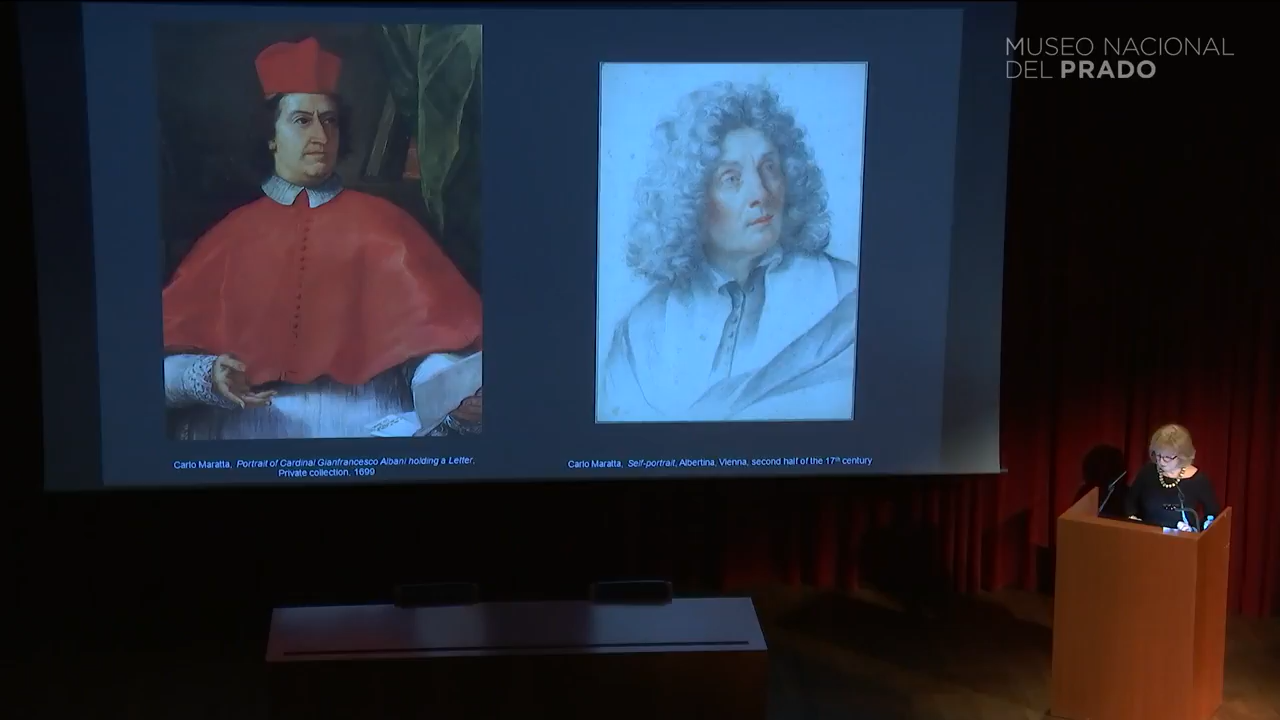 MUSEO NACIONAL
DEL PRADO
Carlo Maratta, Portrait of Cardinal Gianfrancesco Albani holding a Letter,
Private collection, 1699
Carlo Maratta, Self-portrait, Albertina, Vienna, second half of the 17th century